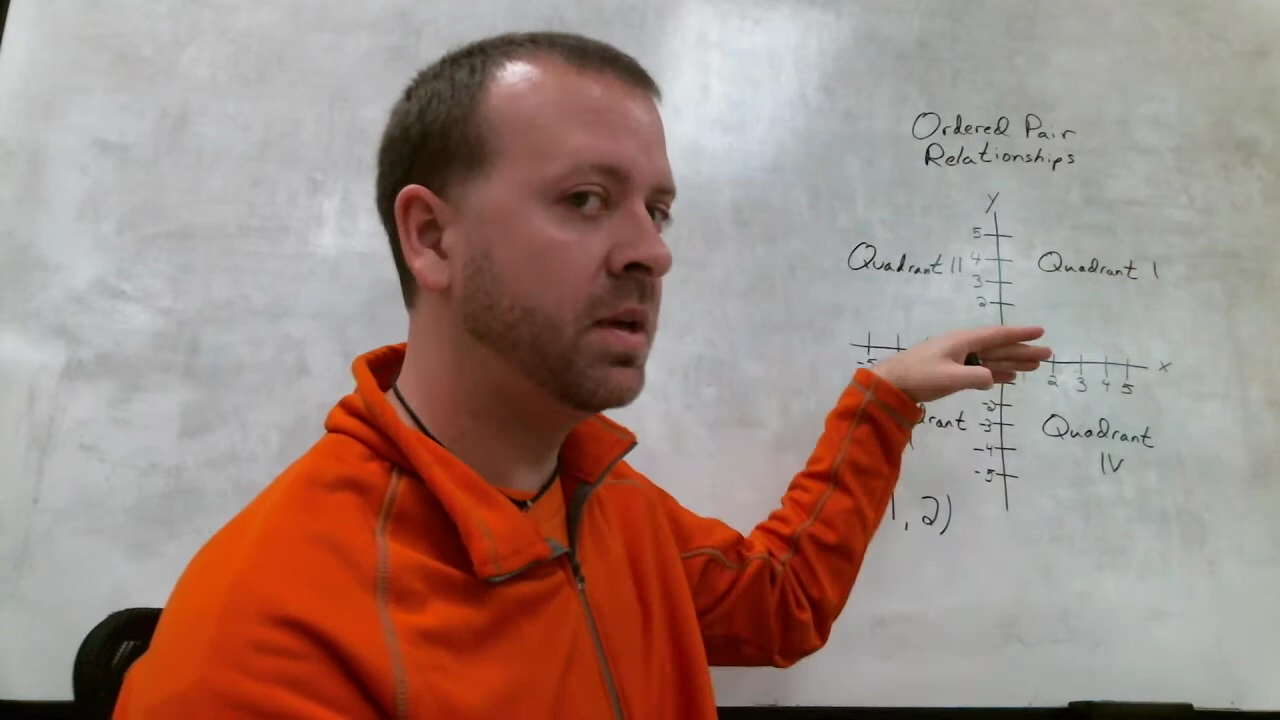 Ordered Pair
Relationships
y
5
Quadrant II
4
Quadrant I
3
2
x
2 3 4 5
-2
-3
Quadrant
-4
IV
-5
, 2)